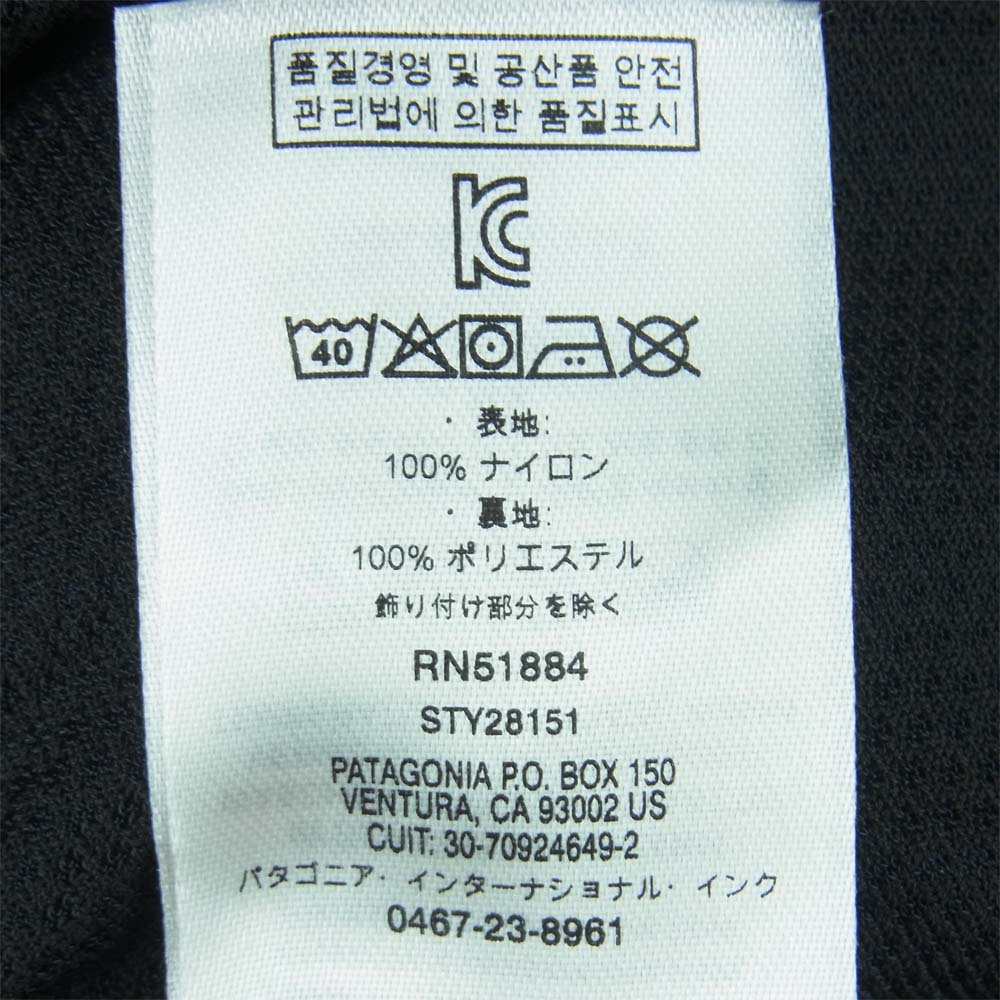 품질경영 및 공산품 안전
관리법에 의한 품질표시
KC
40
・ 表地:
100% ナイロン
・ 裏地:
100% ポリエステル
飾り付け部分を除く
RN51884
STY28151
PATAGONIA P.O. BOX 150
VENTURA, CA 93002 US
CUIT: 30-70924649-2
パタゴニア・インターナショナル・インク
0467-23-8961